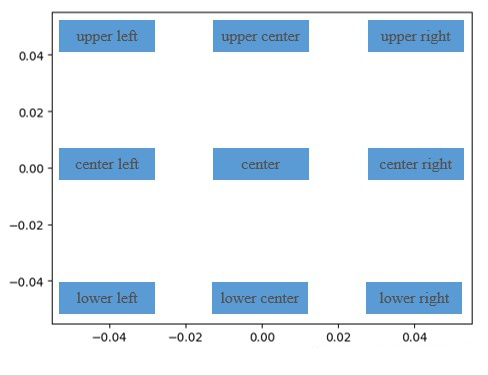 upper left upper center upper right
0.04
0.02
center left center center right
0.00
−0.02
−0.04
lower left lower center lower right
−0.04 −0.02 0.00 0.02 0.04